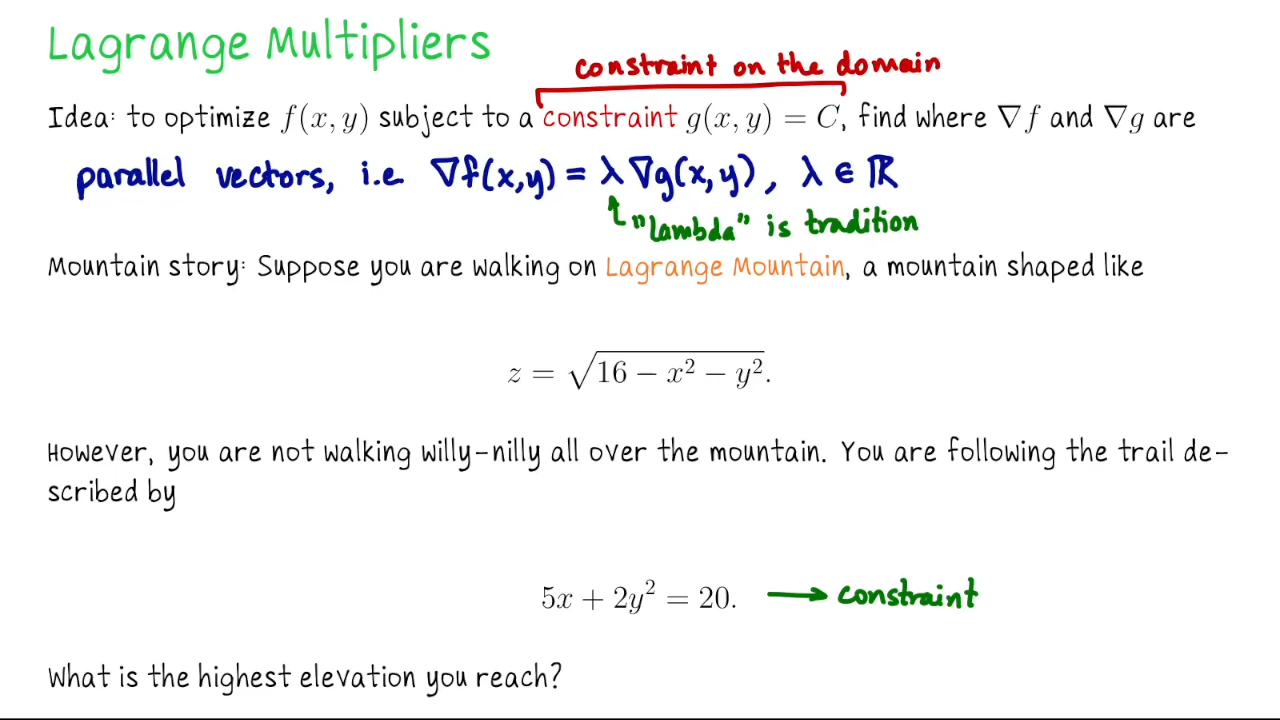 Lagrange Multipliers
constraint on the domain
Idea: to optimize f(x, y) subject to a constraint g(x, y) = C, find where ∇f and ∇g are
parallel vectors, i.e ∇f(x,y) = λ ∇g(x,y), λ ∈ ℝ
"lambda" is tradition
Mountain story: Suppose you are walking on Lagrange Mountain, a mountain shaped like
z = √(16 − x² − y²).
However, you are not walking willy-nilly all over the mountain. You are following the trail de-
scribed by
5x + 2y² = 20. → constraint
What is the highest elevation you reach?